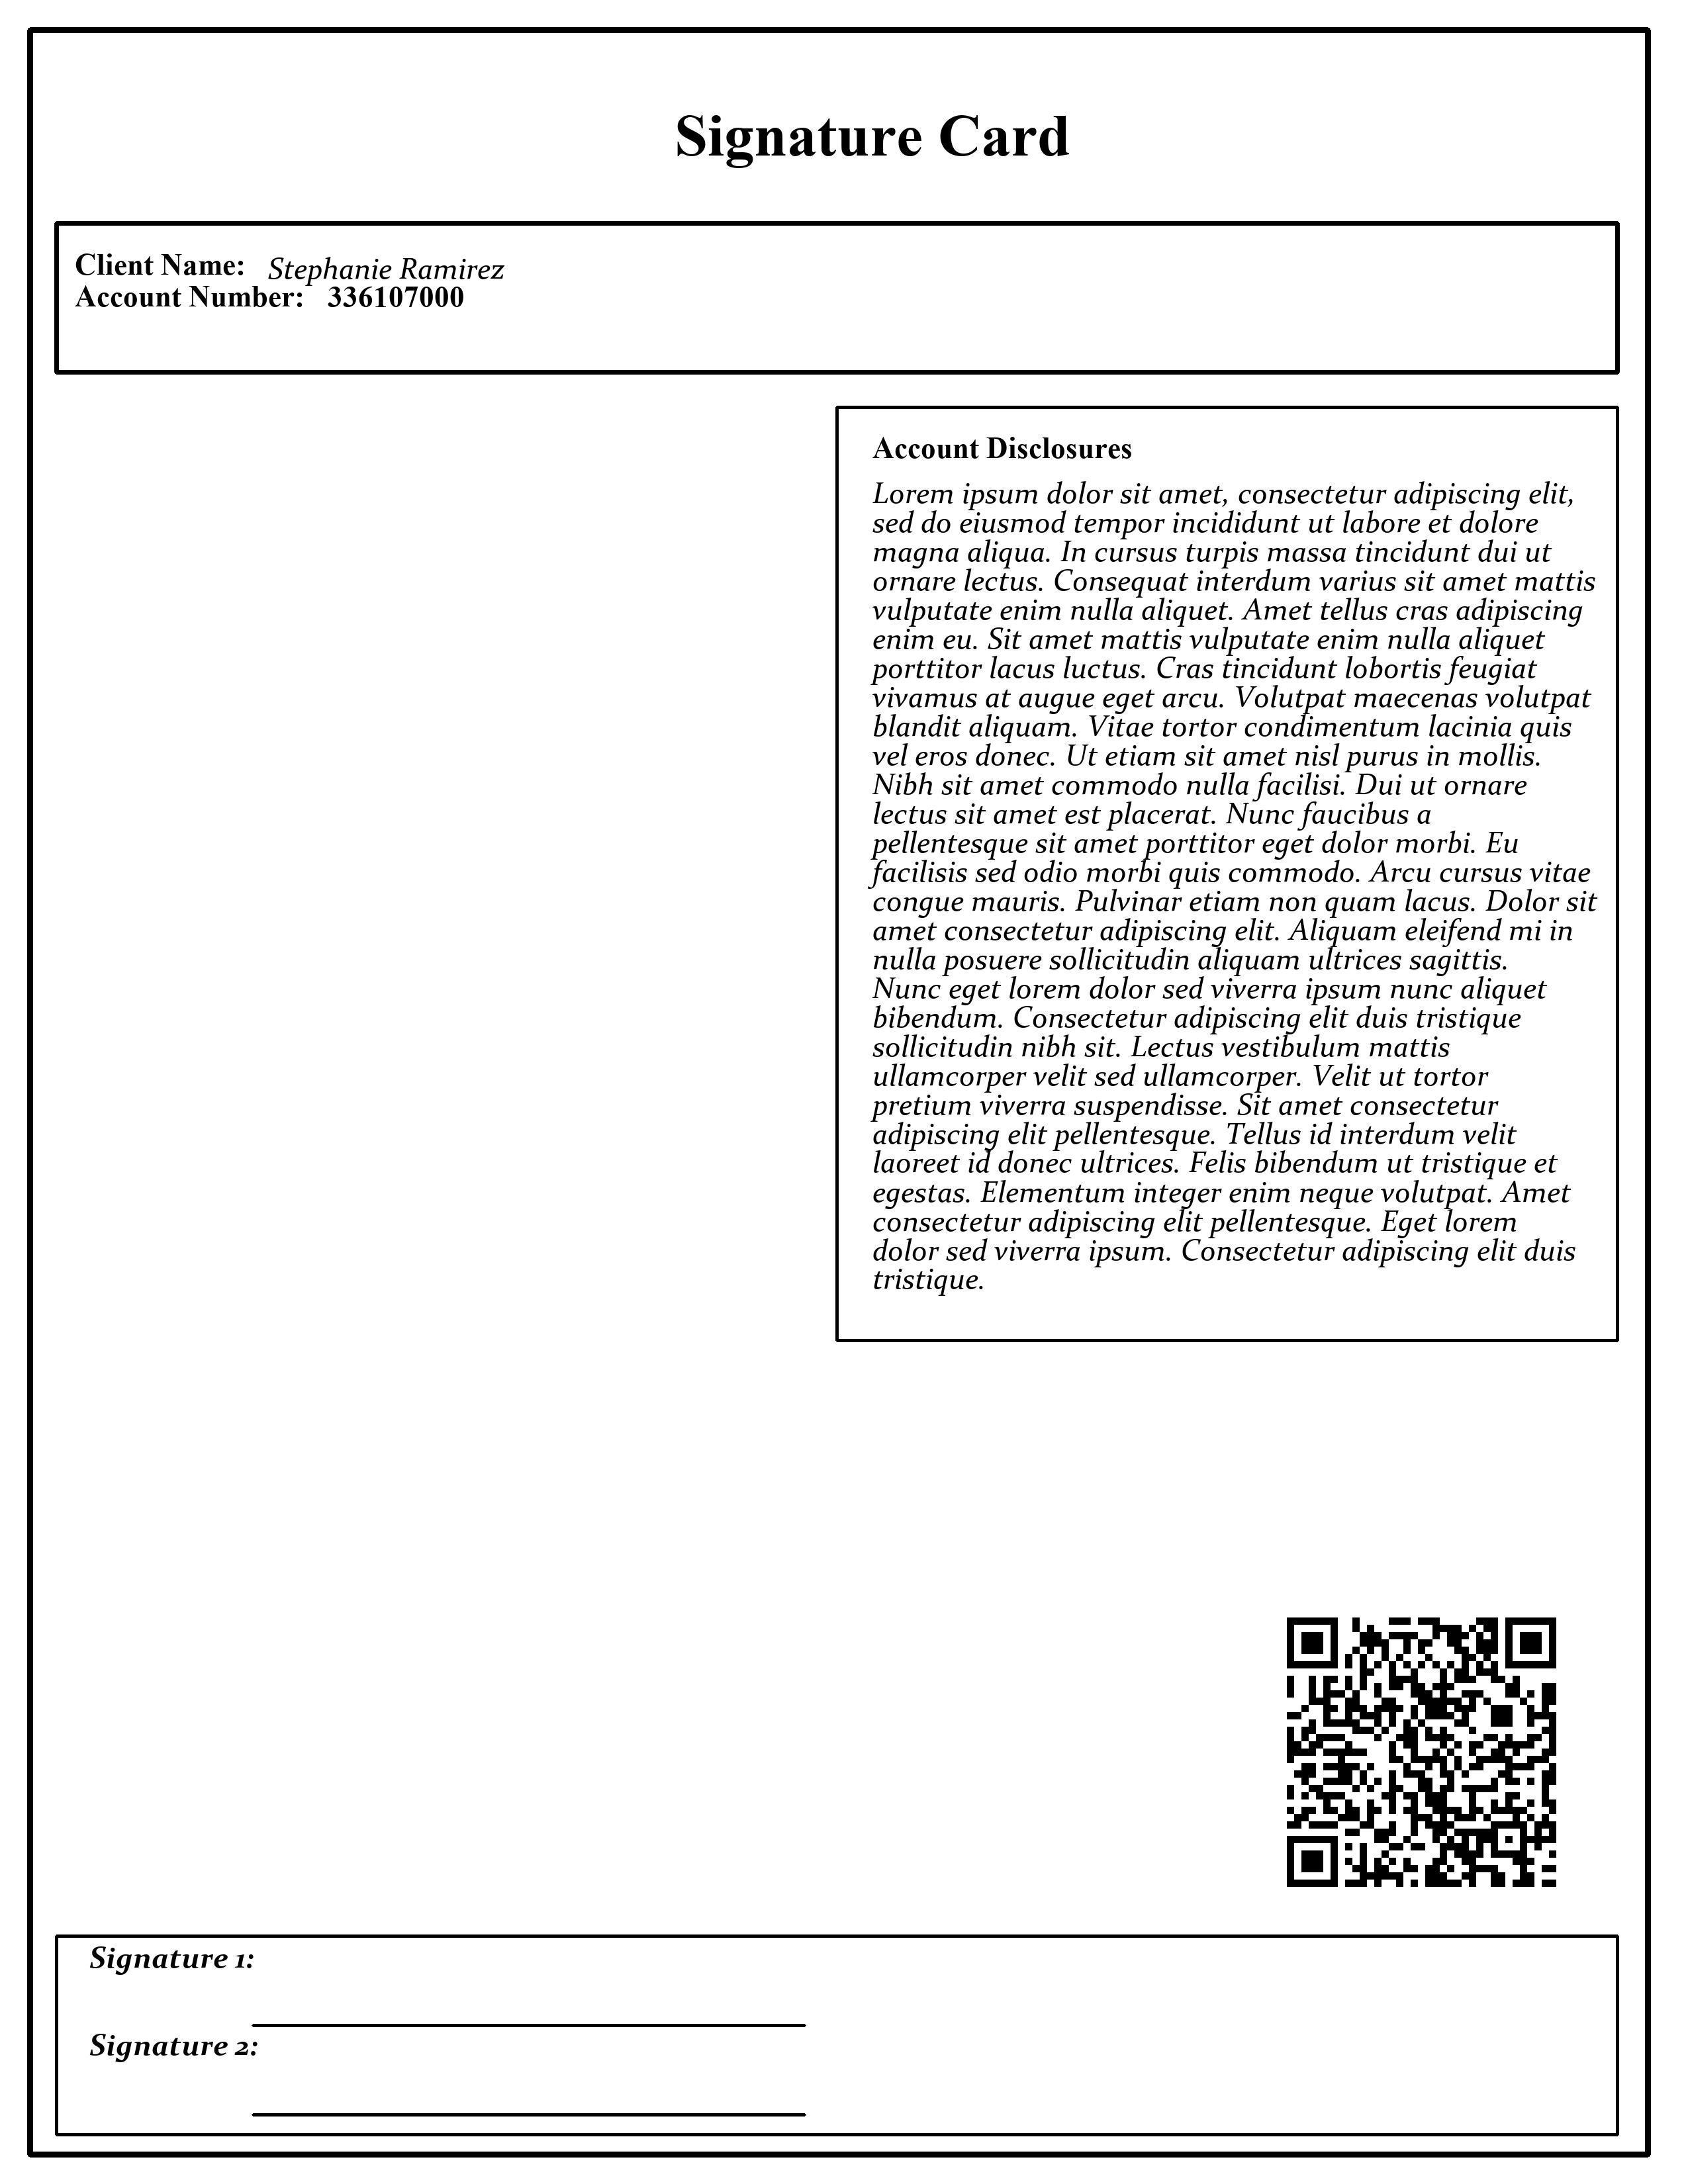 Signature Card
Client Name: Stephanie Ramirez
Account Number: 336107000
Account Disclosures
Lorem ipsum dolor sit amet, consectetur adipiscing elit,
sed do eiusmod tempor incididunt ut labore et dolore
magna aliqua. In cursus turpis massa tincidunt dui ut
ornare lectus. Consequat interdum varius sit amet mattis
vulputate enim nulla aliquet. Amet tellus cras adipiscing
enim eu. Sit amet mattis vulputate enim nulla aliquet
porttitor lacus luctus. Cras tincidunt lobortis feugiat
vivamus at augue eget arcu. Volutpat maecenas volutpat
blandit aliquam. Vitae tortor condimentum lacinia quis
vel eros donec. Ut etiam sit amet nisl purus in mollis.
Nibh sit amet commodo nulla facilisi. Dui ut ornare
lectus sit amet est placerat. Nunc faucibus a
pellentesque sit amet porttitor eget dolor morbi. Eu
facilisis sed odio morbi quis commodo. Arcu cursus vitae
congue mauris. Pulvinar etiam non quam lacus. Dolor sit
amet consectetur adipiscing elit. Aliquam eleifend mi in
nulla posuere sollicitudin aliquam ultrices sagittis.
Nunc eget lorem dolor sed viverra ipsum nunc aliquet
bibendum. Consectetur adipiscing elit duis tristique
sollicitudin nibh sit. Lectus vestibulum mattis
ullamcorper velit sed ullamcorper. Velit ut tortor
pretium viverra suspendisse. Sit amet consectetur
adipiscing elit pellentesque. Tellus id interdum velit
laoreet id donec ultrices. Felis bibendum ut tristique et
egestas. Elementum integer enim neque volutpat. Amet
consectetur adipiscing elit pellentesque. Eget lorem
dolor sed viverra ipsum. Consectetur adipiscing elit duis
tristique.
Signature 1:
Signature 2: